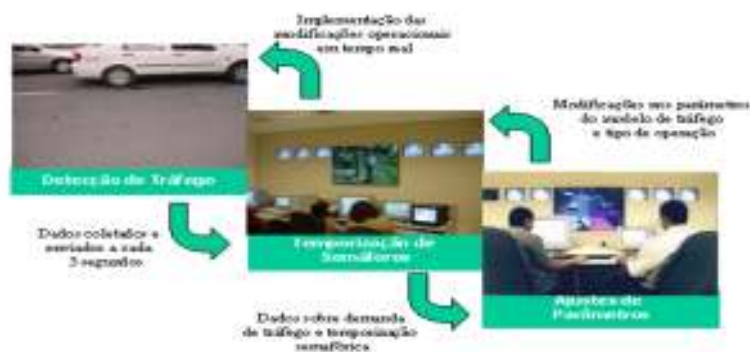 Implementação das
modificações operacionais
em tempo real
Modificações nos parâmetros
do modelo de tráfego
e tipo de operação
Detecção de Tráfego
Dados coletados e
enviados a cada
3 segundos
Temporização de
Semáforos
Ajustes de
Parâmetros
Dados sobre demanda
de tráfego e temporização
semafórica